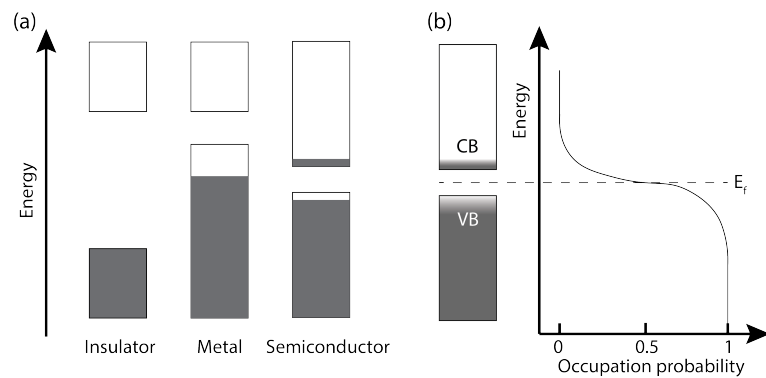 (a)
Energy
Insulator
Metal
Semiconductor
(b)
CB
VB
Energy
E_f
0
0.5
1
Occupation probability